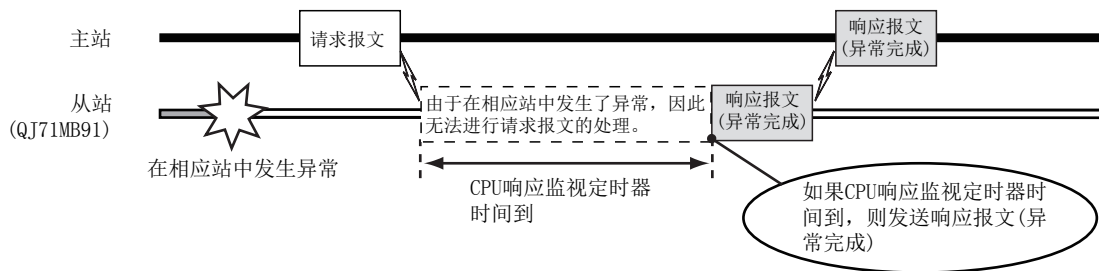 主站
请求报文
响应报文
(异常完成)
从站
(QJ71MB91)
由于在相应站中发生了异常，因此
无法进行请求报文的处理。
响应报文
(异常完成)
在相应站中发生异常
CPU响应监视定时器
时间到
如果CPU响应监视定时器时
间到，则发送响应报文(异
常完成)